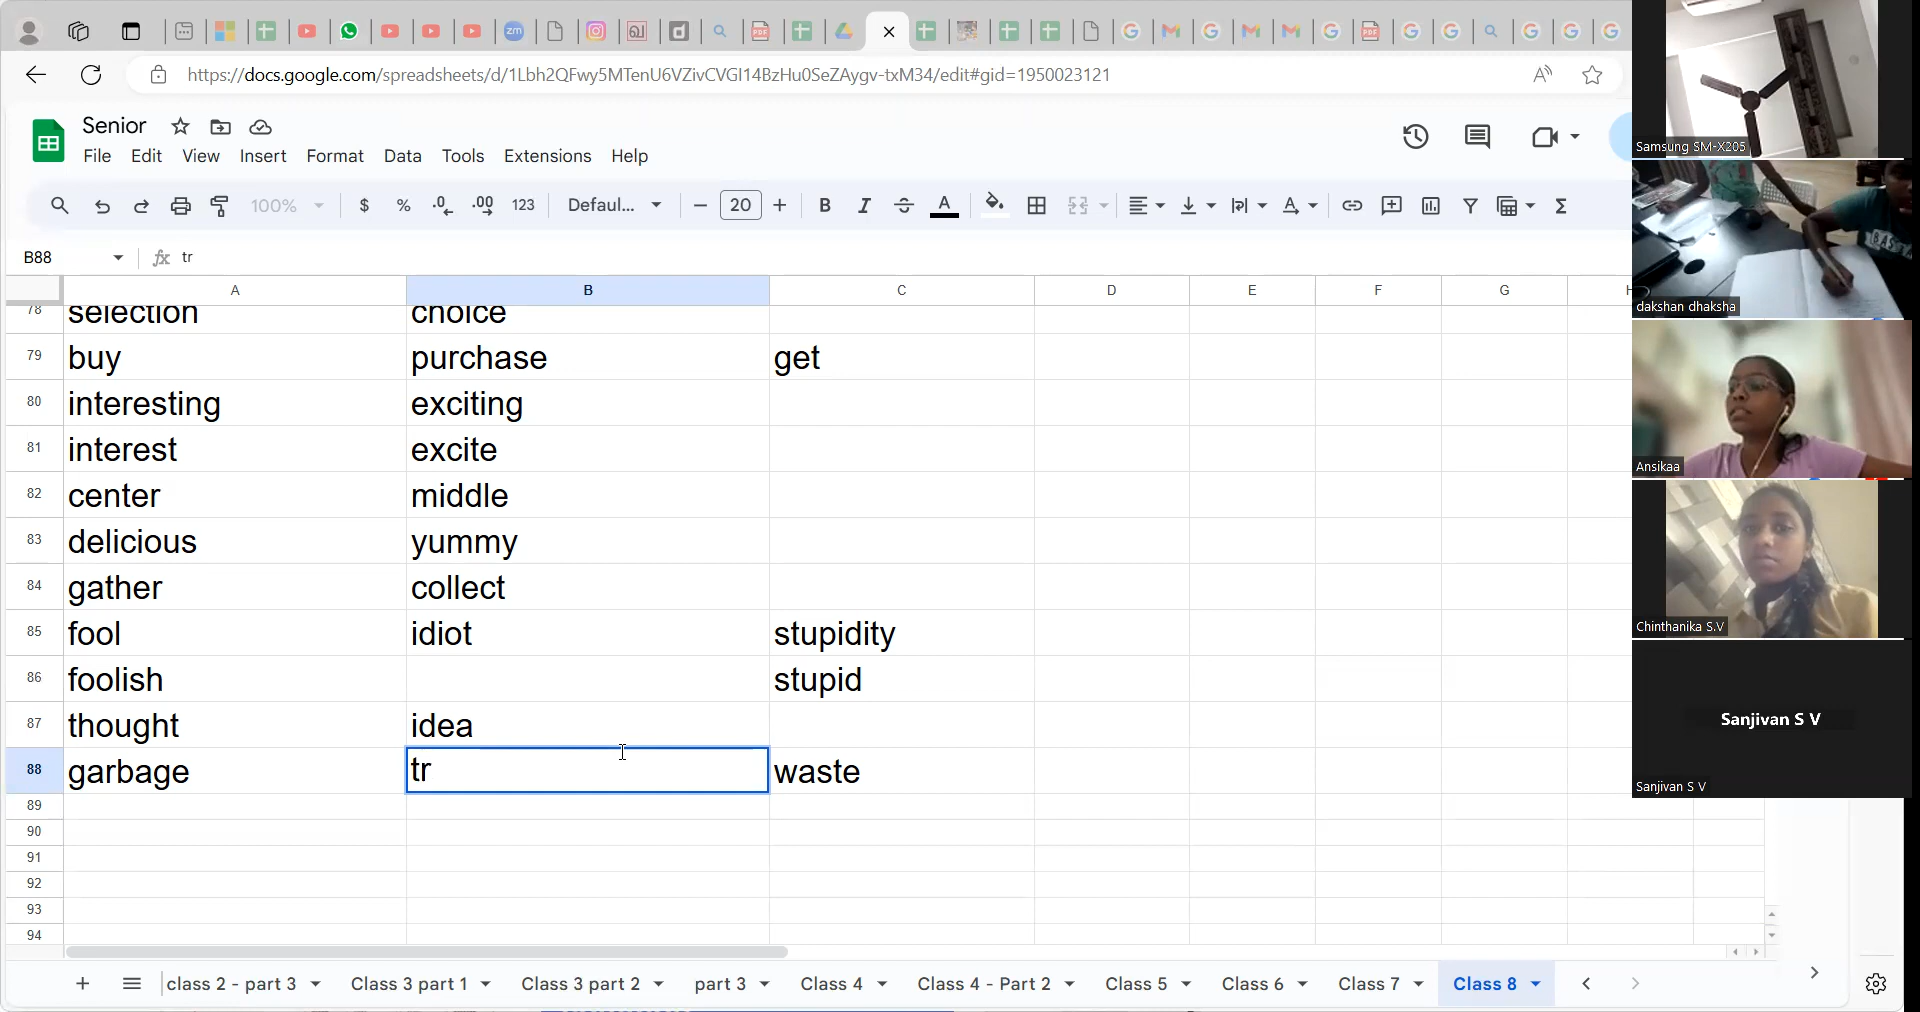 zm
https://docs.google.com/spreadsheets/d/1Lbh2QFwy5MTenU6VZivCVGI14BzHu0SeZAygv-txM34/edit#gid=1950023121
Senior
File Edit View Insert Format Data Tools Extensions Help
100% $ % .0 .00 123 Defaul... 20 B I A
B88 fx tr
A B C D E F G H
78 selection choice
79 buy purchase get
80 interesting exciting
81 interest excite
82 center middle
83 delicious yummy
84 gather collect
85 fool idiot stupidity
86 foolish stupid
87 thought idea
88 garbage tr waste
89
90
91
92
93
94
class 2 - part 3 Class 3 part 1 Class 3 part 2 part 3 Class 4 Class 4 - Part 2 Class 5 Class 6 Class 7 Class 8
Samsung SM-X205
dakshan dhaksha
Ansikaa
Chinthanika S.V
Sanjivan S V
Sanjivan S V